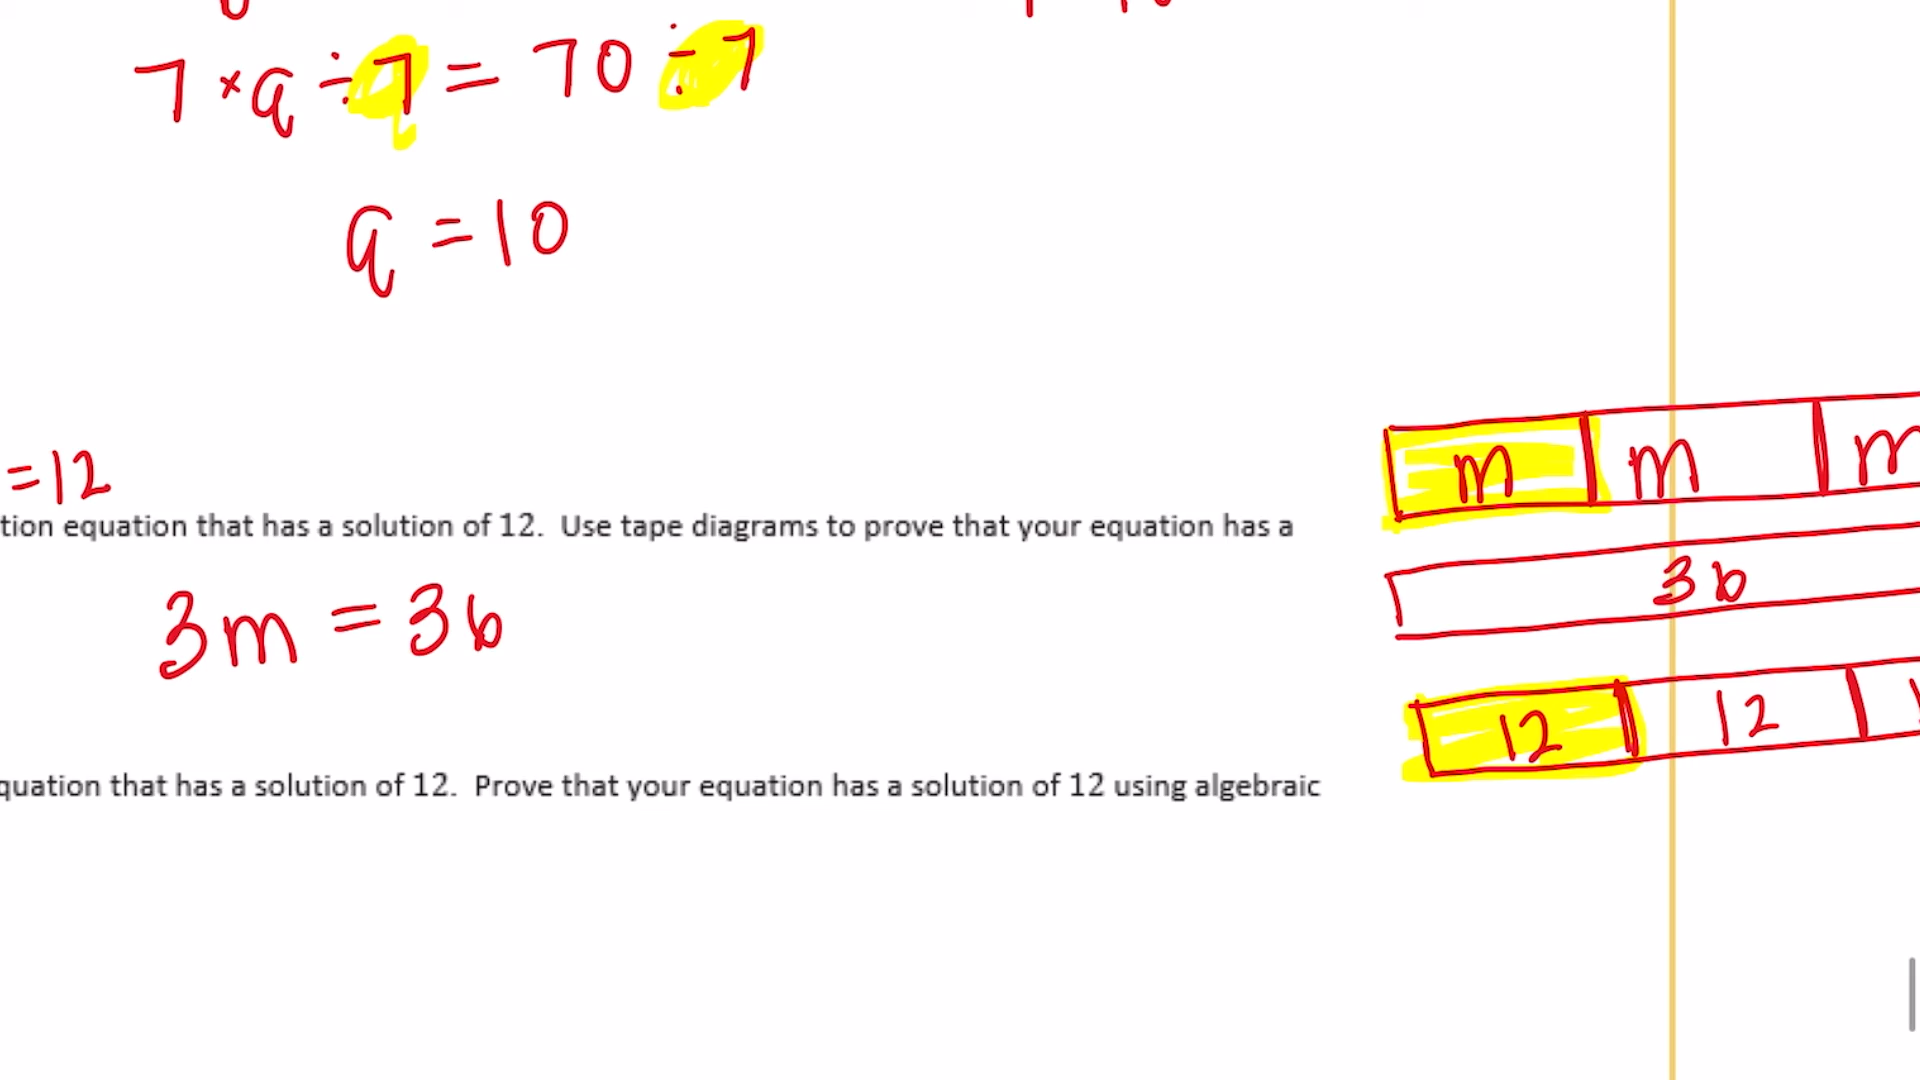 7 × q ÷ 7 = 70 ÷ 7
q = 10
= 12
tion equation that has a solution of 12. Use tape diagrams to prove that your equation has a
3m = 36
quation that has a solution of 12. Prove that your equation has a solution of 12 using algebraic
m m m
36
12 12